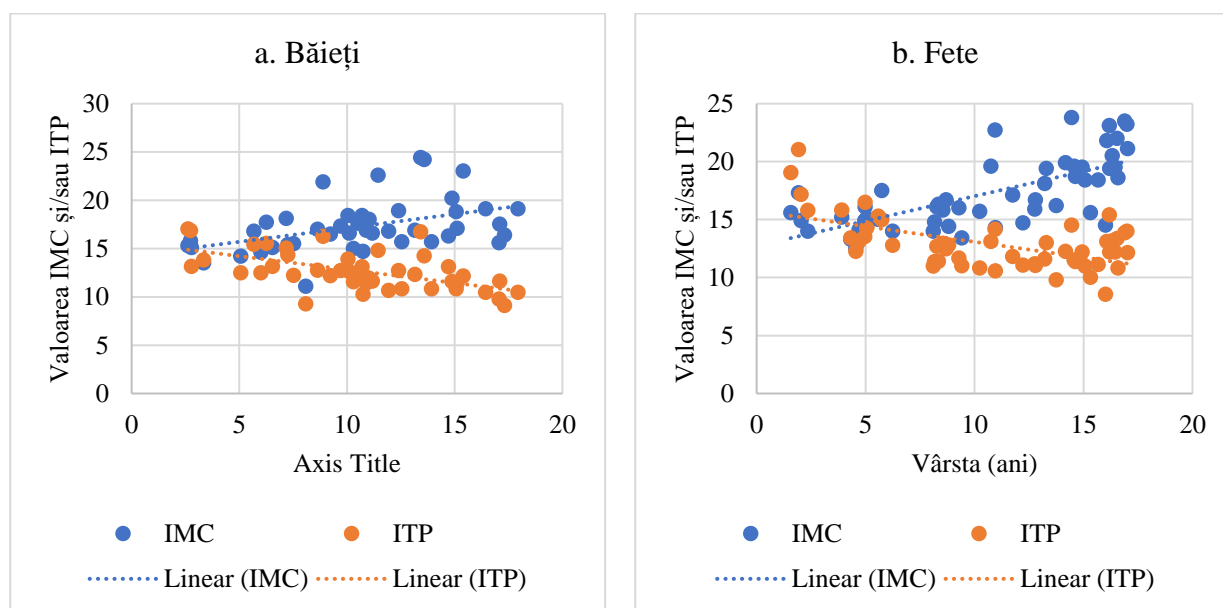 a. Băieți
Valoarea IMC și/sau ITP
30
25
20
15
10
5
0
0 5 10 15 20
Axis Title
IMC ITP
Linear (IMC) Linear (ITP)
b. Fete
Valoarea IMC și/sau ITP
25
20
15
10
5
0
0 5 10 15 20
Vârsta (ani)
IMC ITP
Linear (IMC) Linear (ITP)